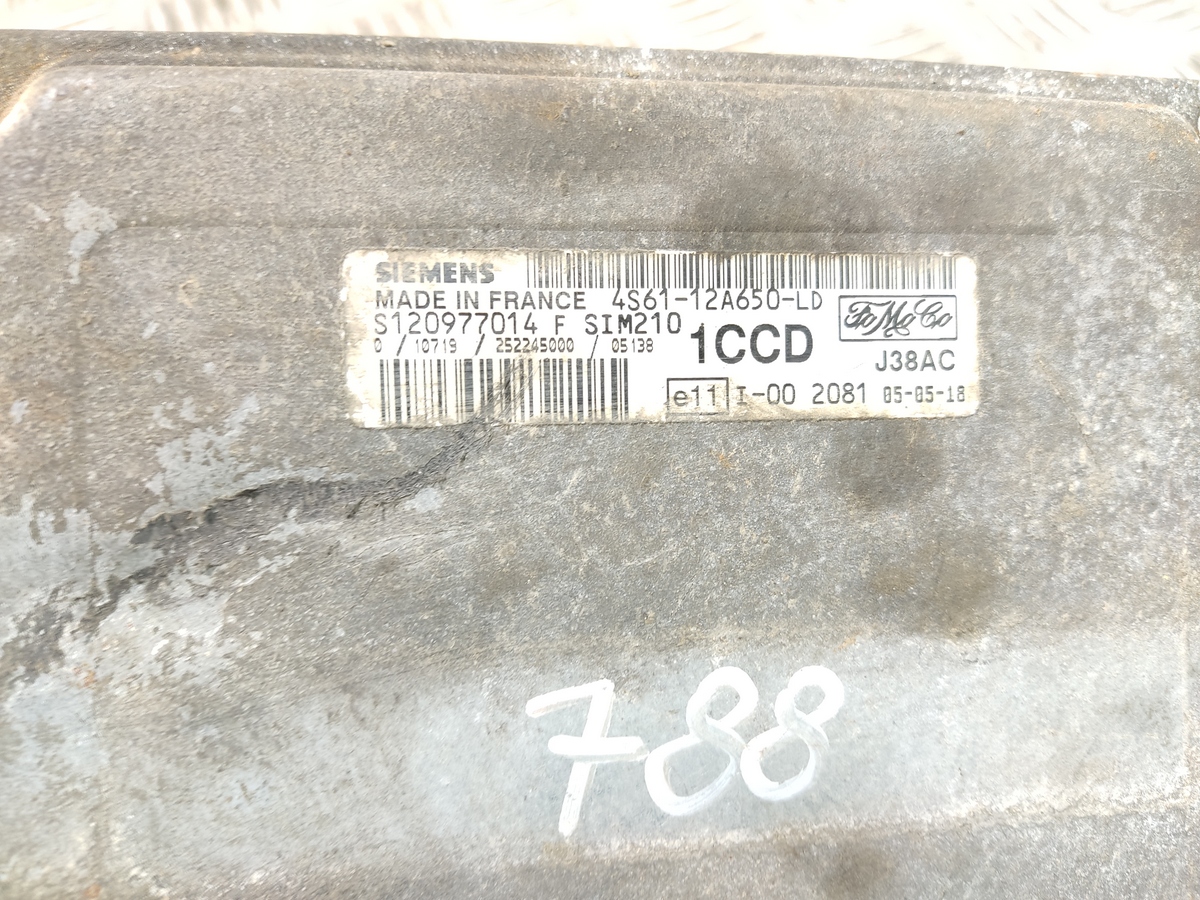 SIEMENS
MADE IN FRANCE 4S61-12A650-LD
FoMoCo
S120977014 F SIM210
0 / 10719 / 252245000 / 05138
1CCD
J38AC
e11 I-00 2081 05-05-18
788